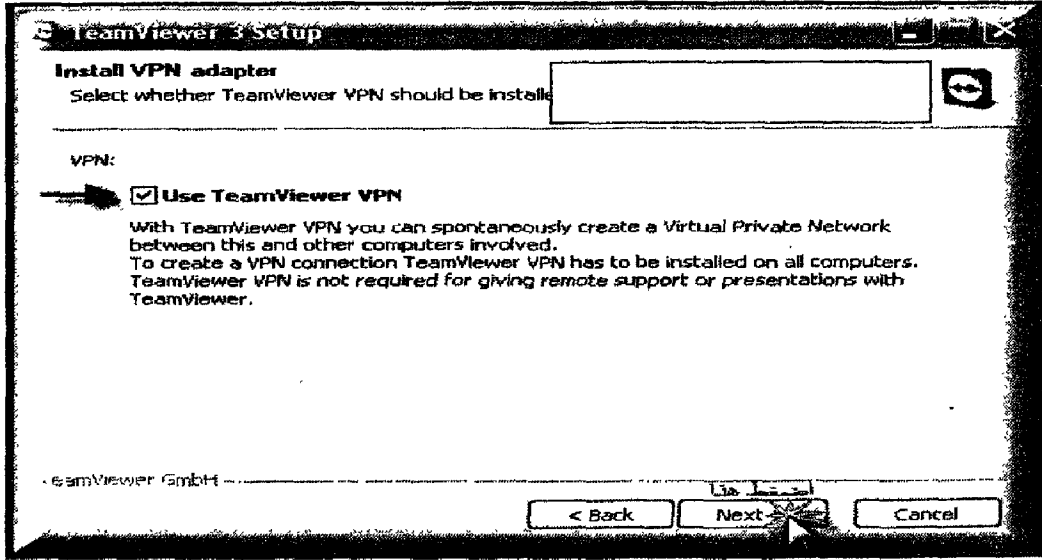 TeamViewer 3 Setup
Install VPN adapter
Select whether TeamViewer VPN should be installe
VPN:
Use TeamViewer VPN
With TeamViewer VPN you can spontaneously create a Virtual Private Network
between this and other computers involved.
To create a VPN connection TeamViewer VPN has to be installed on all computers.
TeamViewer VPN is not required for giving remote support or presentations with
TeamViewer.
eamViewer GmbH
< Back
Next
Cancel